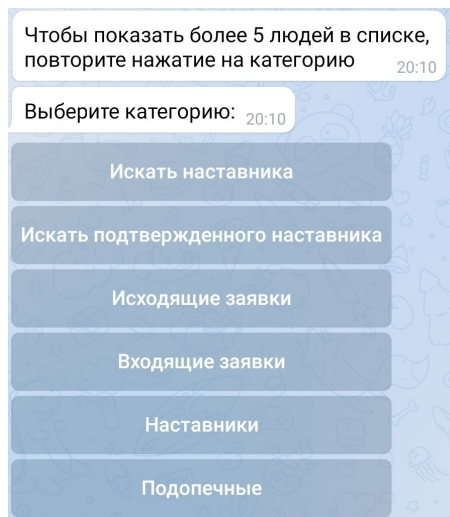 Чтобы показать более 5 людей в списке,
повторите нажатие на категорию 20:10
Выберите категорию: 20:10
Искать наставника
Искать подтвержденного наставника
Исходящие заявки
Входящие заявки
Наставники
Подопечные